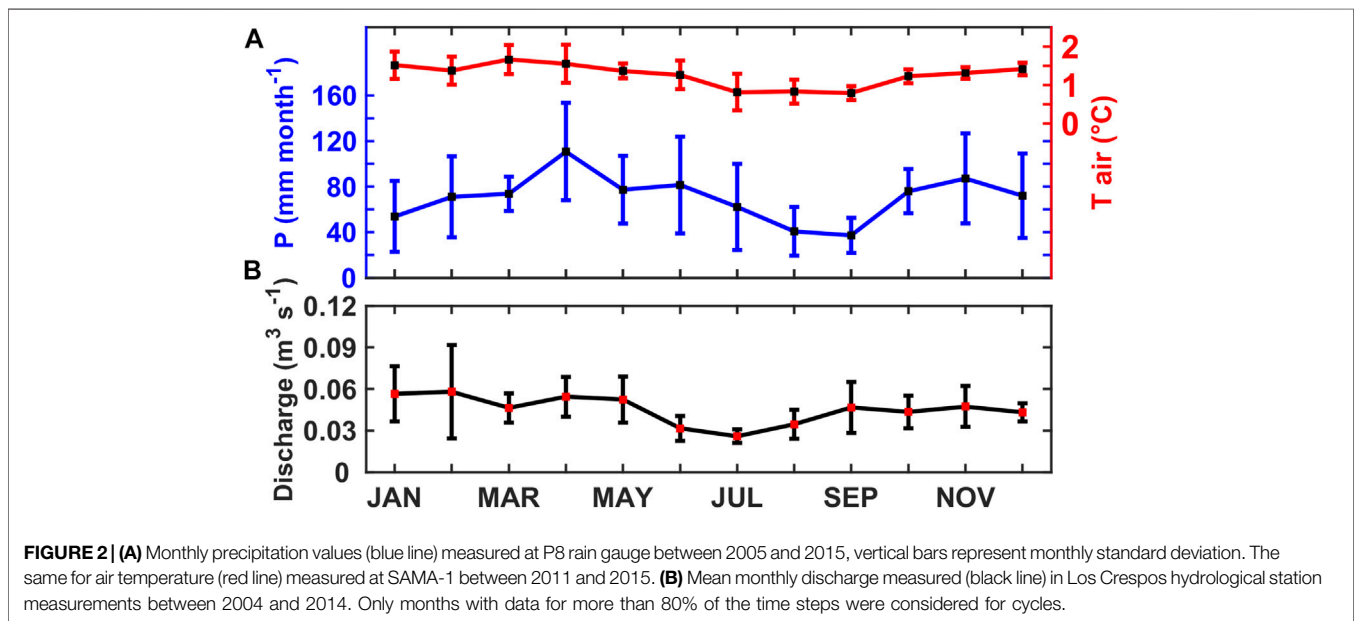 A
P (mm month⁻¹)
160
120
80
40
0
2
1
0
T air (°C)
B
Discharge (m³ s⁻¹)
0.12
0.09
0.06
0.03
0
JAN MAR MAY JUL SEP NOV
FIGURE 2 | (A) Monthly precipitation values (blue line) measured at P8 rain gauge between 2005 and 2015, vertical bars represent monthly standard deviation. The
same for air temperature (red line) measured at SAMA-1 between 2011 and 2015. (B) Mean monthly discharge measured (black line) in Los Crespos hydrological station
measurements between 2004 and 2014. Only months with data for more than 80% of the time steps were considered for cycles.